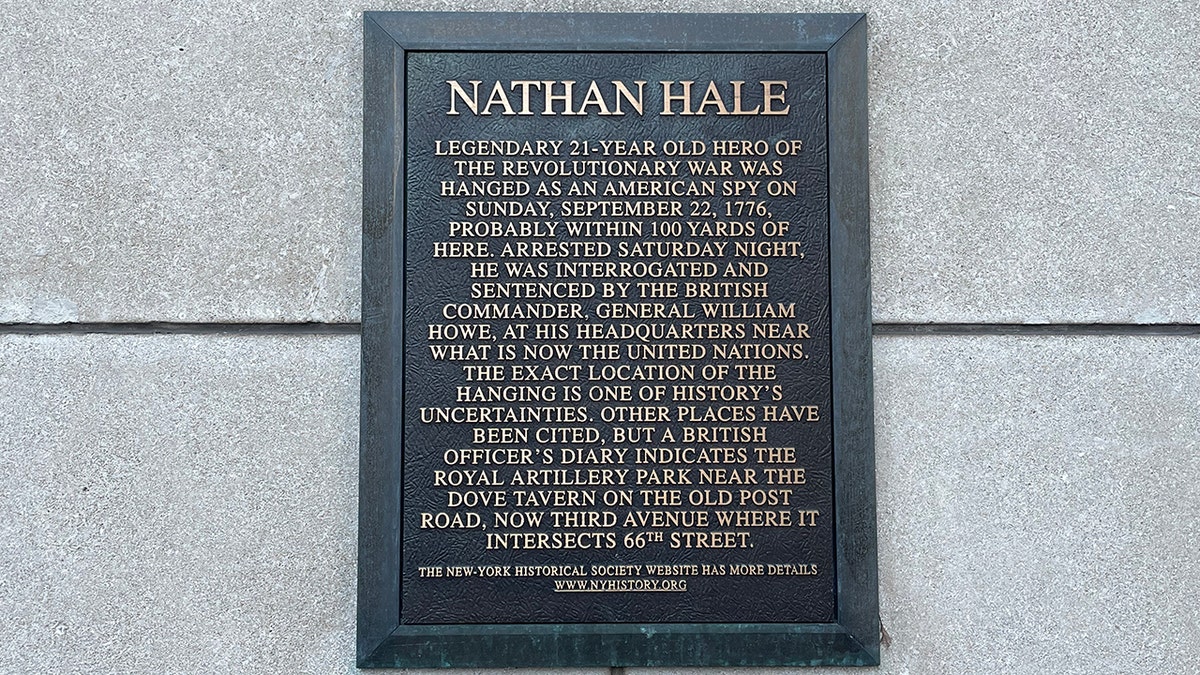 NATHAN HALE
LEGENDARY 21-YEAR OLD HERO OF
THE REVOLUTIONARY WAR WAS
HANGED AS AN AMERICAN SPY ON
SUNDAY, SEPTEMBER 22, 1776,
PROBABLY WITHIN 100 YARDS OF
HERE. ARRESTED SATURDAY NIGHT,
HE WAS INTERROGATED AND
SENTENCED BY THE BRITISH
COMMANDER, GENERAL WILLIAM
HOWE, AT HIS HEADQUARTERS NEAR
WHAT IS NOW THE UNITED NATIONS.
THE EXACT LOCATION OF THE
HANGING IS ONE OF HISTORY'S
UNCERTAINTIES. OTHER PLACES HAVE
BEEN CITED, BUT A BRITISH
OFFICER'S DIARY INDICATES THE
ROYAL ARTILLERY PARK NEAR THE
DOVE TAVERN ON THE OLD POST
ROAD, NOW THIRD AVENUE WHERE IT
INTERSECTS 66TH STREET.
THE NEW-YORK HISTORICAL SOCIETY WEBSITE HAS MORE DETAILS
WWW.NYHISTORY.ORG